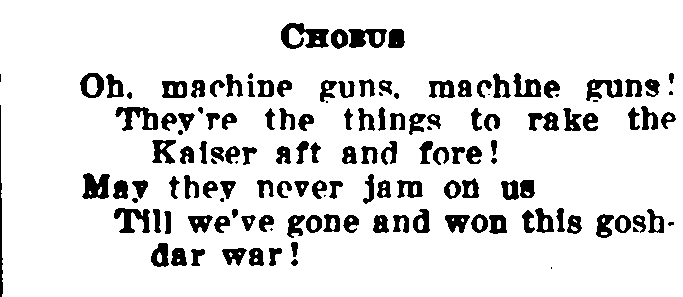 CHORUS
Oh, machine guns, machine guns!
They're the things to rake the
Kaiser aft and fore!
May they never jam on us
Till we've gone and won this gosh-
dar war!